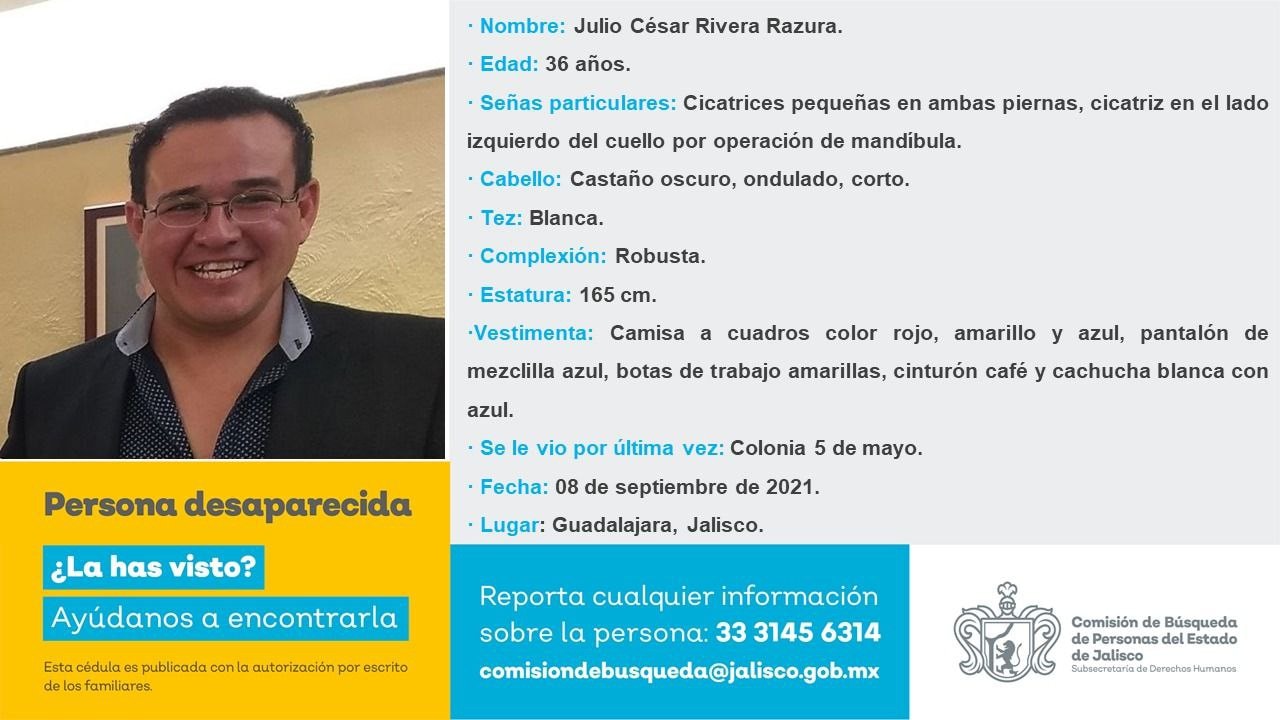 · Nombre: Julio César Rivera Razura.
· Edad: 36 años.
· Señas particulares: Cicatrices pequeñas en ambas piernas, cicatriz en el lado
izquierdo del cuello por operación de mandíbula.
· Cabello: Castaño oscuro, ondulado, corto.
· Tez: Blanca.
· Complexión: Robusta.
· Estatura: 165 cm.
·Vestimenta: Camisa a cuadros color rojo, amarillo y azul, pantalón de
mezclilla azul, botas de trabajo amarillas, cinturón café y cachucha blanca con
azul.
· Se le vio por última vez: Colonia 5 de mayo.
· Fecha: 08 de septiembre de 2021.
· Lugar: Guadalajara, Jalisco.
Persona desaparecida
¿La has visto?
Ayúdanos a encontrarla
Esta cédula es publicada con la autorización por escrito
de los familiares.
Reporta cualquier información
sobre la persona: 33 3145 6314
comisiondebusqueda@jalisco.gob.mx
Comisión de Búsqueda
de Personas del Estado
de Jalisco
Subsecretaría de Derechos Humanos